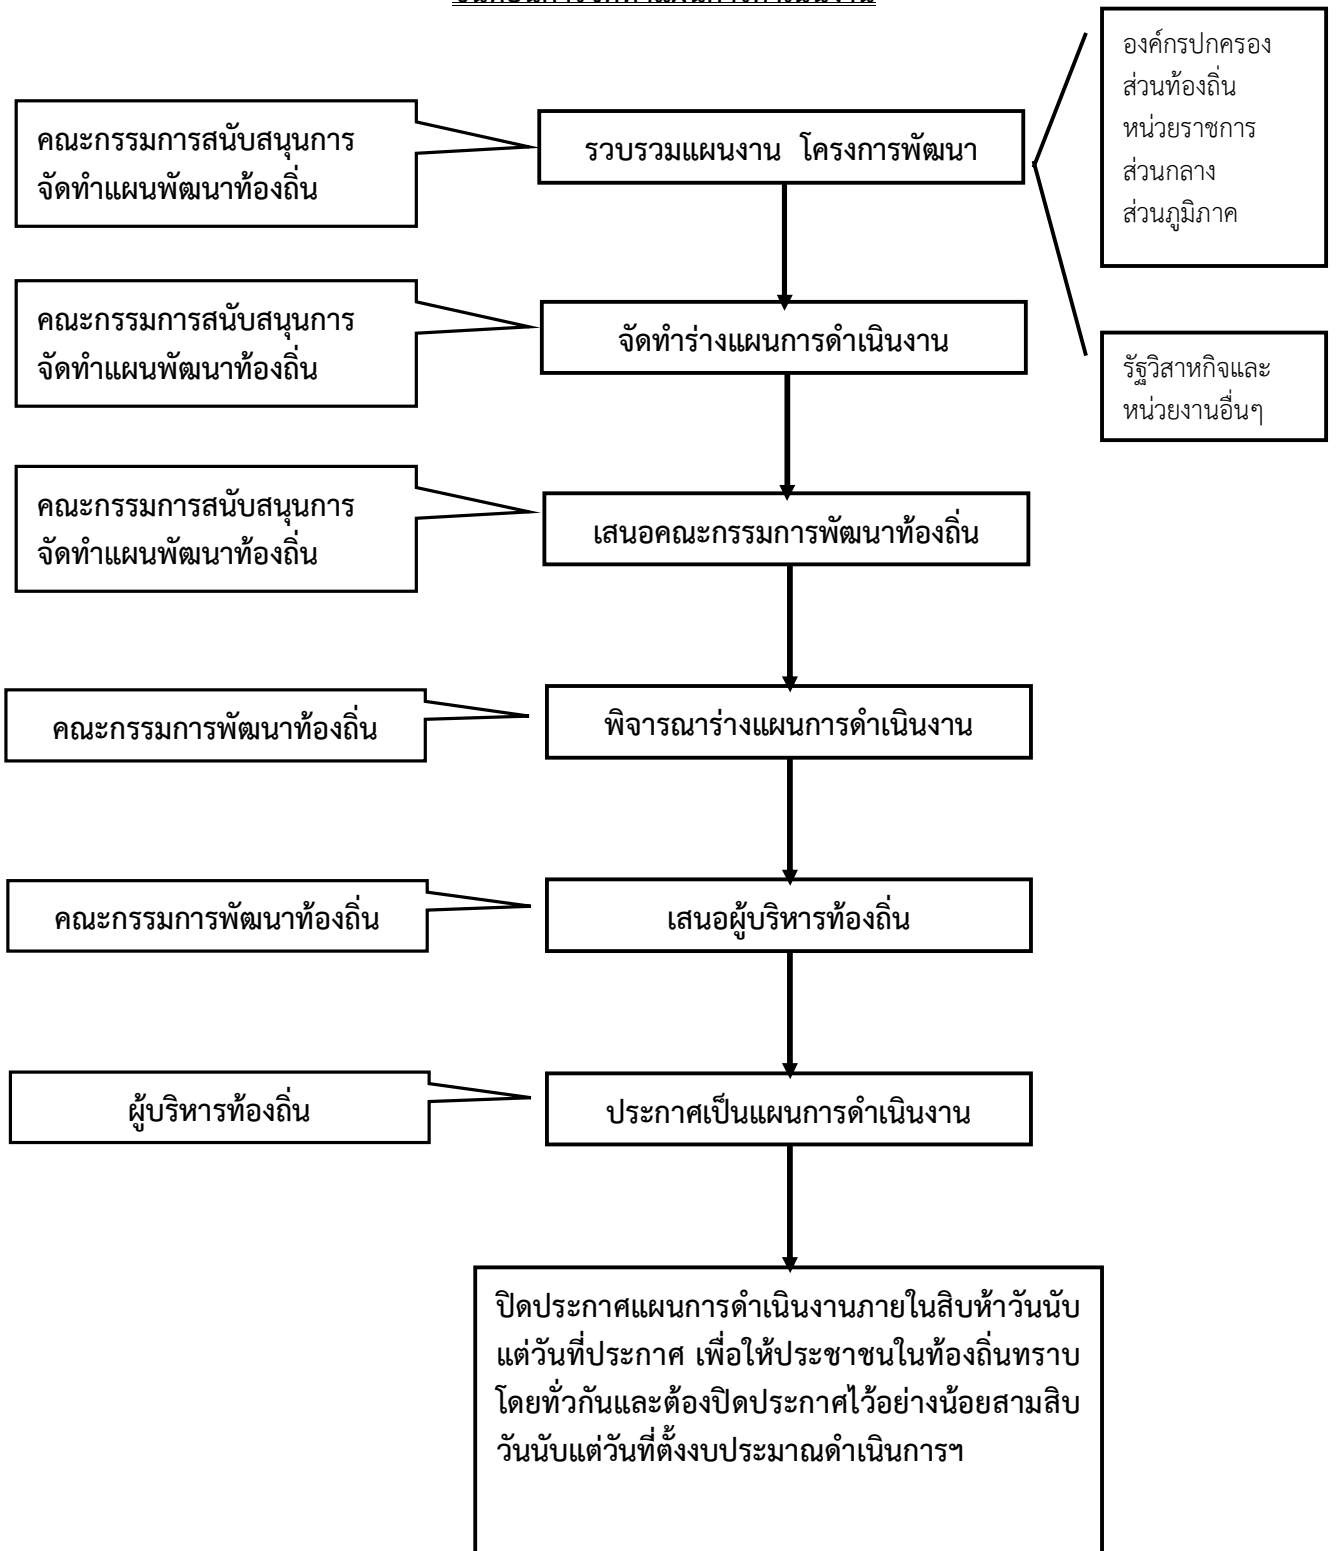 องค์กรปกครอง
ส่วนท้องถิ่น
หน่วยราชการ
ส่วนกลาง
ส่วนภูมิภาค
คณะกรรมการสนับสนุนการ
จัดทำแผนพัฒนาท้องถิ่น
รวบรวมแผนงาน โครงการพัฒนา
คณะกรรมการสนับสนุนการ
จัดทำแผนพัฒนาท้องถิ่น
จัดทำร่างแผนการดำเนินงาน
รัฐวิสาหกิจและ
หน่วยงานอื่นๆ
คณะกรรมการสนับสนุนการ
จัดทำแผนพัฒนาท้องถิ่น
เสนอคณะกรรมการพัฒนาท้องถิ่น
คณะกรรมการพัฒนาท้องถิ่น
พิจารณาร่างแผนการดำเนินงาน
คณะกรรมการพัฒนาท้องถิ่น
เสนอผู้บริหารท้องถิ่น
ผู้บริหารท้องถิ่น
ประกาศเป็นแผนการดำเนินงาน
ปิดประกาศแผนการดำเนินงานภายในสิบห้าวันนับ
แต่วันที่ประกาศ เพื่อให้ประชาชนในท้องถิ่นทราบ
โดยทั่วกันและต้องปิดประกาศไว้อย่างน้อยสามสิบ
วันนับแต่วันที่ตั้งงบประมาณดำเนินการฯ